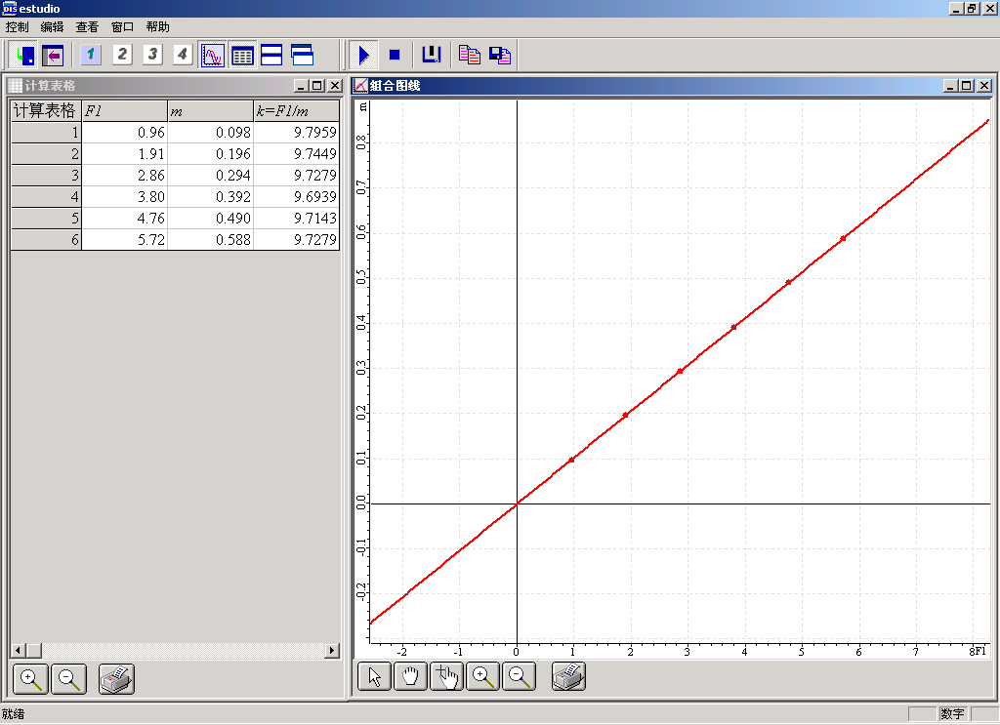 DIS estudio
控制 编辑 查看 窗口 帮助
1 2 3 4
计算表格
计算表格 F1 m k=F1/m
1 0.96 0.098 9.7959
2 1.91 0.196 9.7449
3 2.86 0.294 9.7279
4 3.80 0.392 9.6939
5 4.76 0.490 9.7143
6 5.72 0.588 9.7279
组合图线
m
0.8
0.7
0.6
0.5
0.4
0.3
0.2
0.1
0.0
-0.1
-0.2
-2 -1 0 1 2 3 4 5 6 7 8 F1
就绪
数字